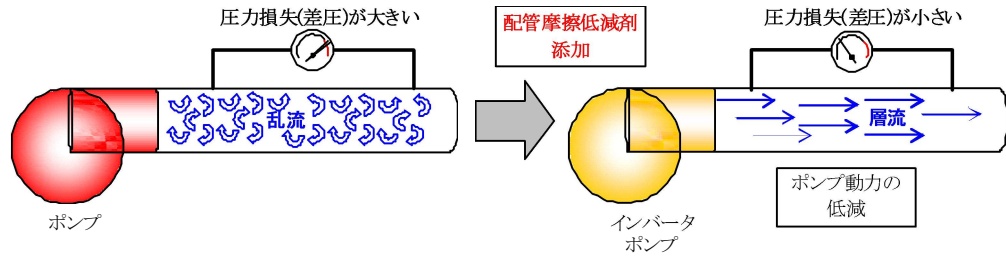 圧力損失(差圧)が大きい
乱流
ポンプ
配管摩擦低減剤
添加
圧力損失(差圧)が小さい
層流
インバータ
ポンプ
ポンプ動力の
低減